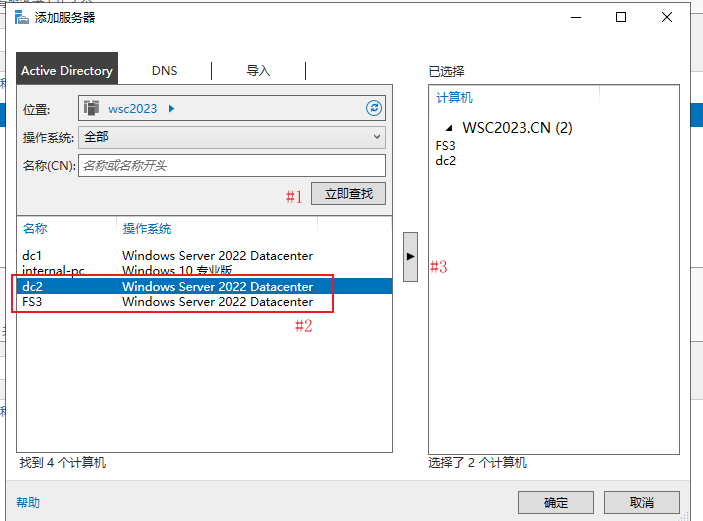 添加服务器
Active Directory
DNS
导入
位置:
wsc2023
操作系统:
全部
名称(CN):
名称或名称开头
#1
立即查找
名称
操作系统
dc1
Windows Server 2022 Datacenter
internal-pc
Windows 10 专业版
dc2
Windows Server 2022 Datacenter
FS3
Windows Server 2022 Datacenter
#2
找到 4 个计算机
#3
已选择
计算机
WSC2023.CN (2)
FS3
dc2
选择了 2 个计算机
帮助
确定
取消